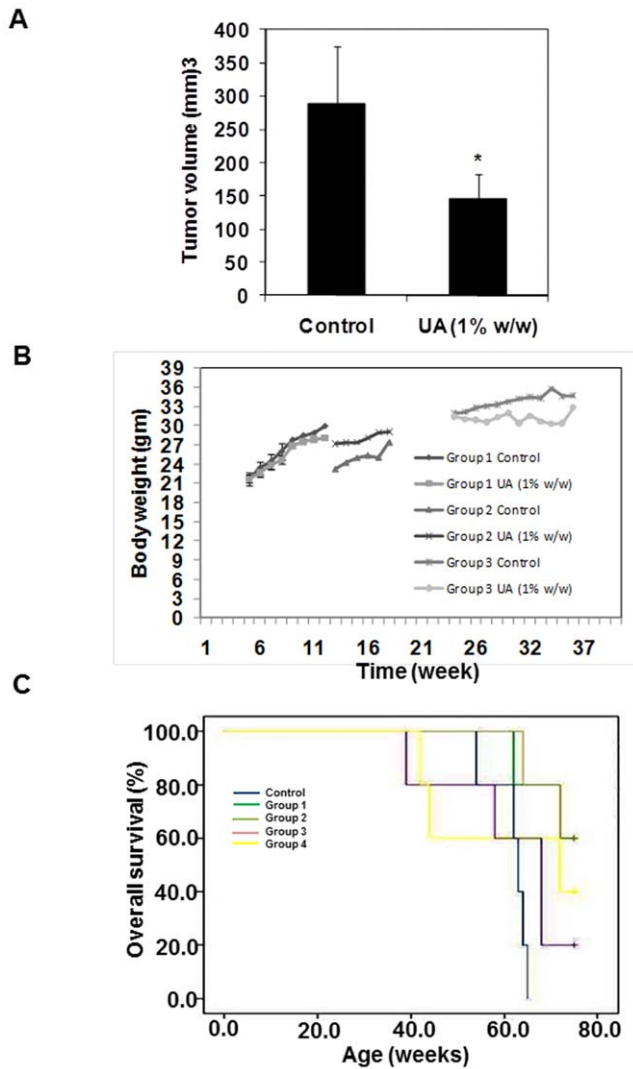 A
Tumor volume (mm)3
400
350
300
250
200
150
100
50
0
*
Control UA (1% w/w)
B
Body weight (gm)
39
36
33
30
27
24
21
18
15
12
9
6
3
0
Group 1 Control
Group 1 UA (1% w/w)
Group 2 Control
Group 2 UA (1% w/w)
Group 3 Control
Group 3 UA (1% w/w)
1 6 11 16 21 26 32 37
Time (week)
C
Overall survival (%)
100.0
80.0
60.0
40.0
20.0
0.0
Control
Group 1
Group 2
Group 3
Group 4
0.0 20.0 40.0 60.0 80.0
Age (weeks)